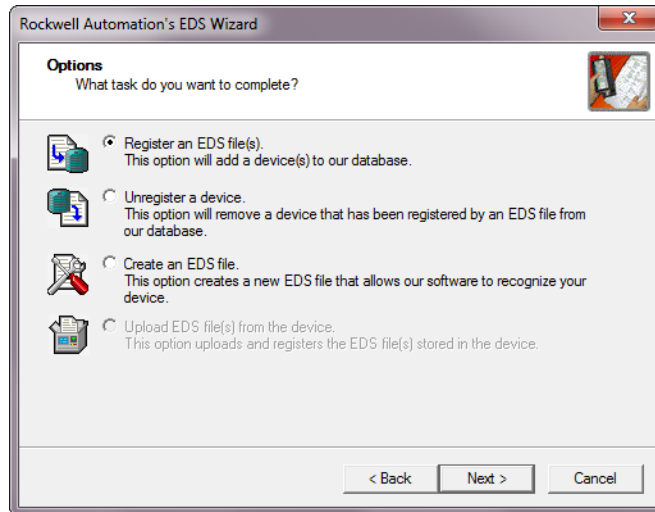 Rockwell Automation's EDS Wizard
Options
What task do you want to complete?
Register an EDS file(s).
This option will add a device(s) to our database.
Unregister a device.
This option will remove a device that has been registered by an EDS file from
our database.
Create an EDS file.
This option creates a new EDS file that allows our software to recognize your
device.
Upload EDS file(s) from the device.
This option uploads and registers the EDS file(s) stored in the device.
< Back
Next >
Cancel